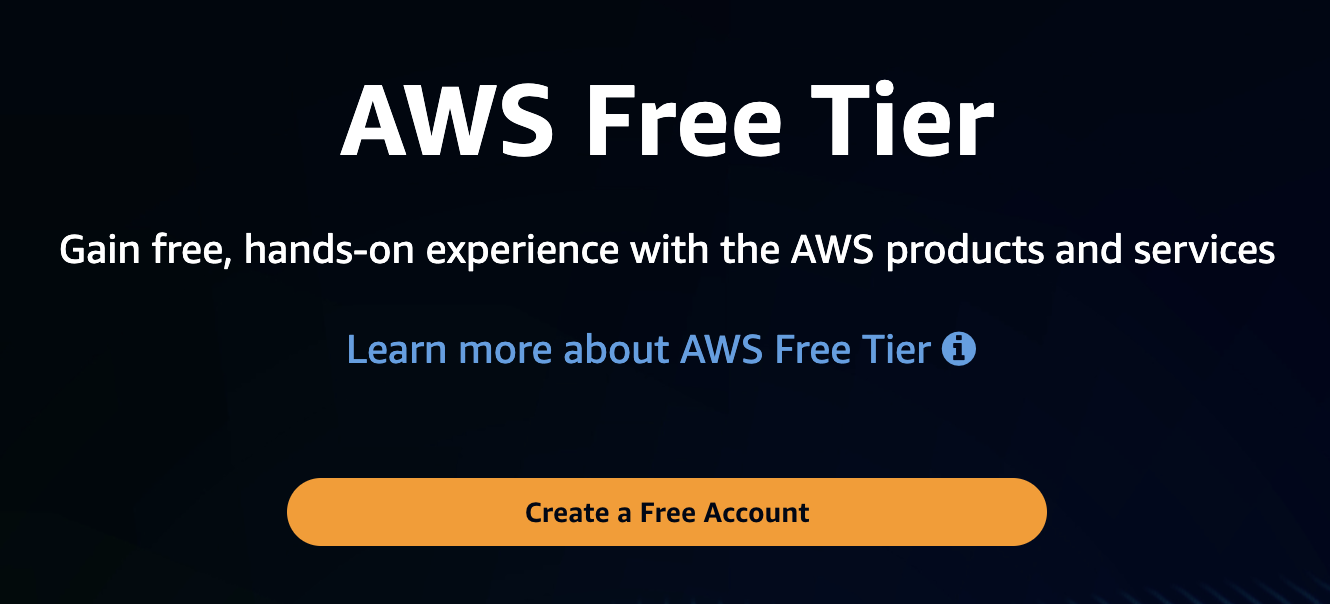 AWS Free Tier
Gain free, hands-on experience with the AWS products and services
Learn more about AWS Free Tier
Create a Free Account